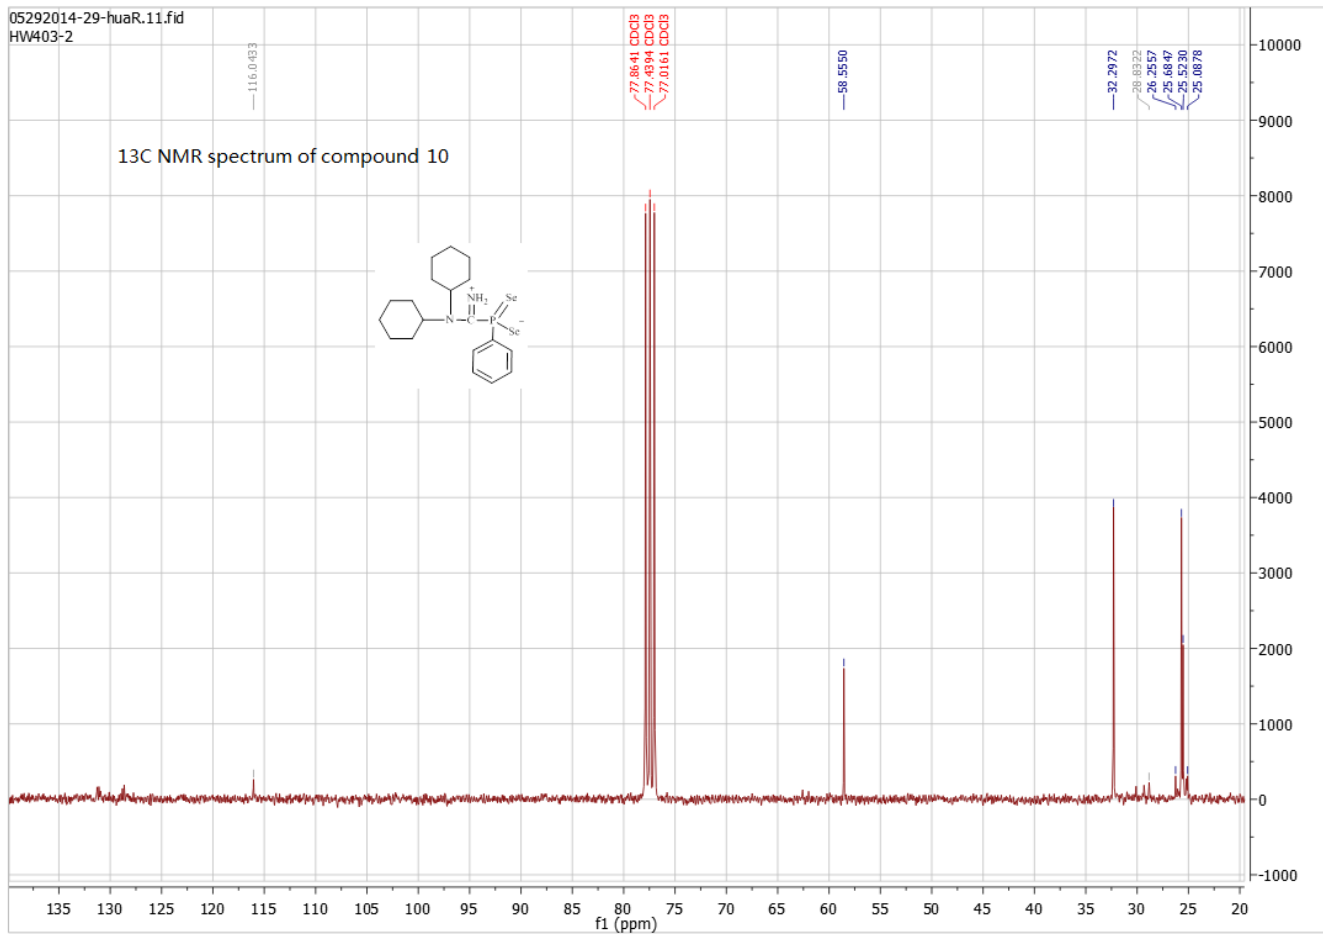 05292014-29-huaR.11.fid
HW403-2
116.0433
77.8641 CDCl3
77.4394 CDCl3
77.0161 CDCl3
58.5550
32.2972
28.8322
26.2557
25.6847
25.5230
25.0878
13C NMR spectrum of compound 10
+
NH2
Se
N
C
P
Se
−
10000
9000
8000
7000
6000
5000
4000
3000
2000
1000
0
-1000
135 130 125 120 115 110 105 100 95 90 85 80 75 70 65 60 55 50 45 40 35 30 25 20
f1 (ppm)